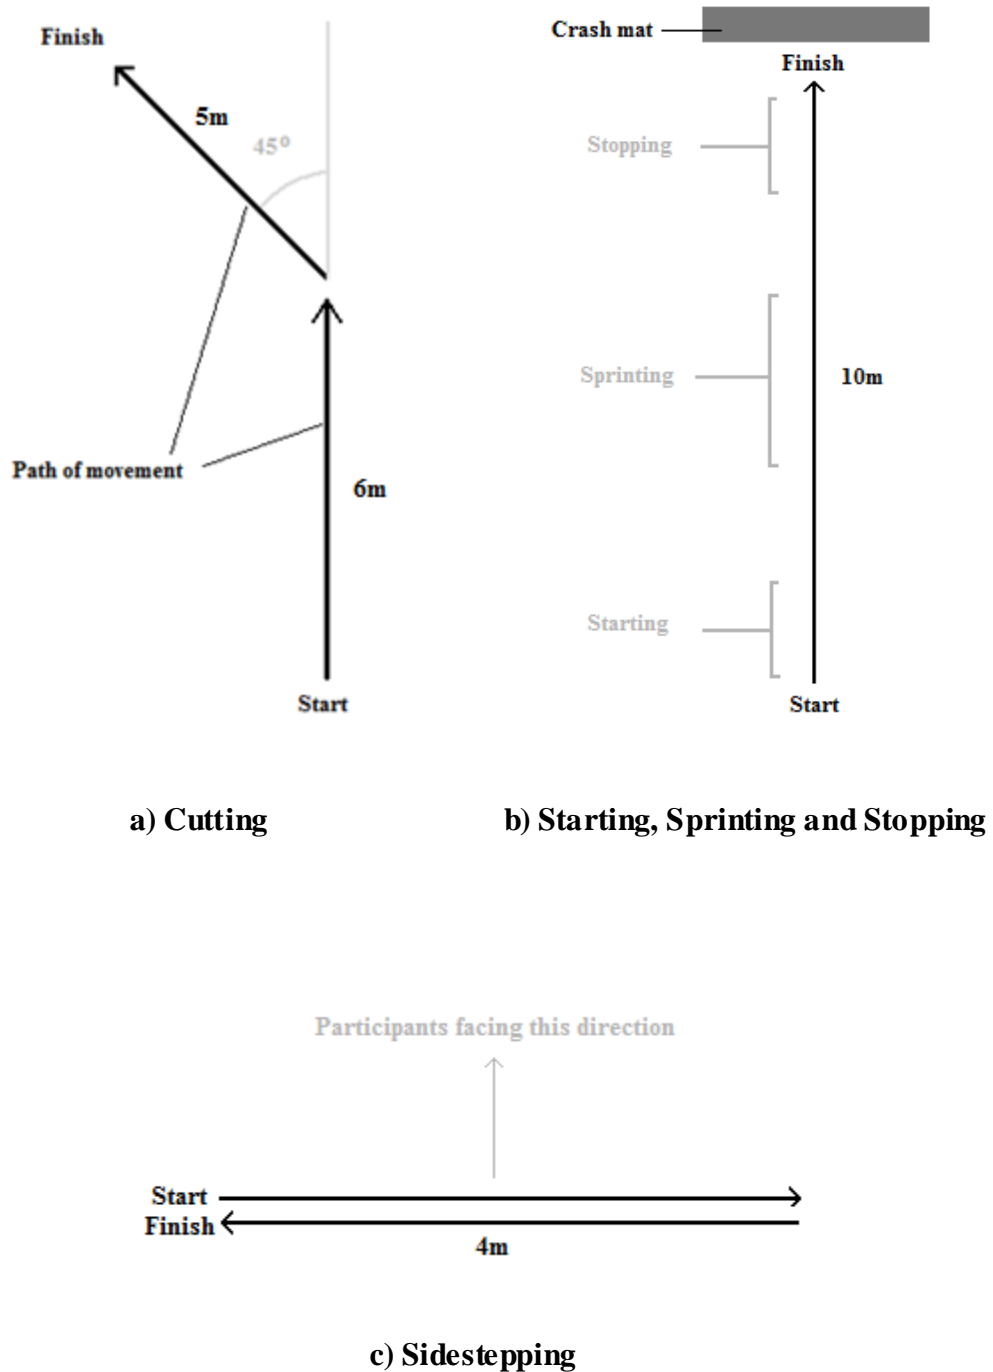 Finish
5m
45°
Path of movement
6m
Start
a) Cutting
Crash mat
Finish
Stopping
Sprinting
10m
Starting
Start
b) Starting, Sprinting and Stopping
Participants facing this direction
Start
Finish
4m
c) Sidestepping